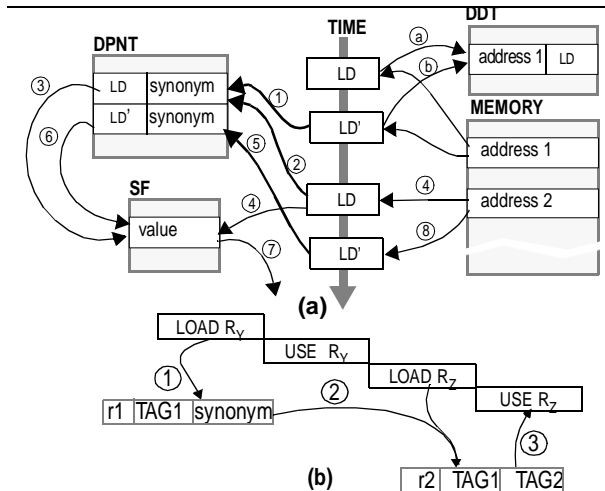 TIME
DDT
DPNT
a
address 1 LD
b
3
LD synonym
1
LD
MEMORY
6
LD' synonym
LD'
address 1
5
2
SF
4
LD
4
address 2
value
7
LD'
8
(a)
LOAD RY
1
USE RY
2
LOAD RZ
r1 TAG1 synonym
USE RZ
3
(b)
r2 TAG1 TAG2